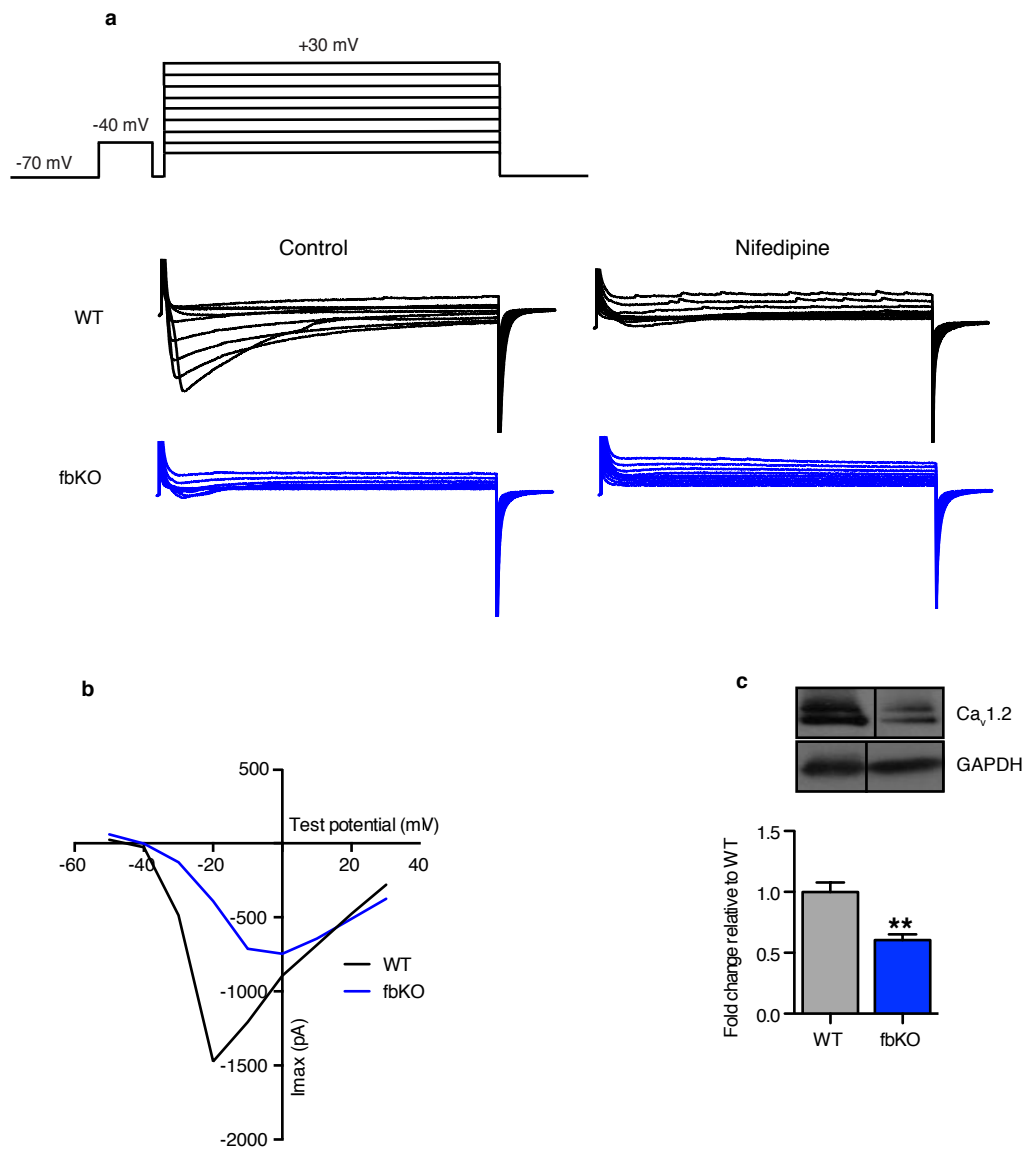 a
+30 mV
-40 mV
-70 mV
Control
Nifedipine
WT
fbKO
b
500
Test potential (mV)
-60
-40
-20
20
40
-500
WT
fbKO
-1000
-1500
-2000
Imax (pA)
c
Cav1.2
GAPDH
Fold change relative to WT
1.5
1.0
0.5
0.0
**
WT
fbKO